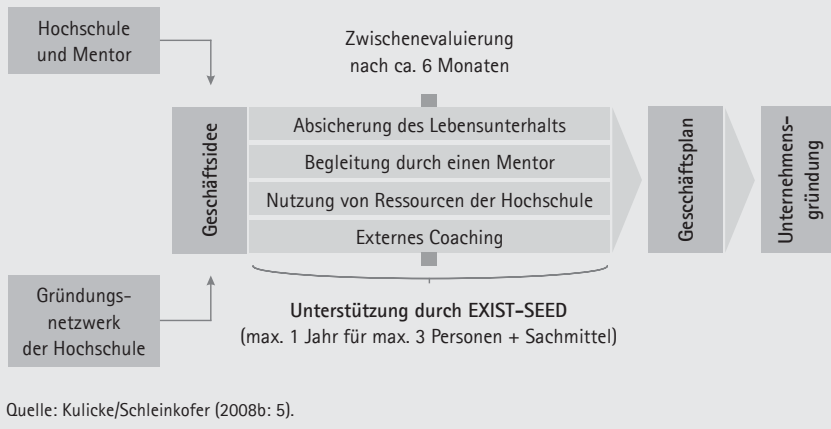 Hochschule
und Mentor
Zwischenevaluierung
nach ca. 6 Monaten
Geschäftsidee
Absicherung des Lebensunterhalts
Begleitung durch einen Mentor
Nutzung von Ressourcen der Hochschule
Externes Coaching
Gescchäftsplan
Unternehmens-
gründung
Gründungs-
netzwerk
der Hochschule
Unterstützung durch EXIST-SEED
(max. 1 Jahr für max. 3 Personen + Sachmittel)
Quelle: Kulicke/Schleinkofer (2008b: 5).